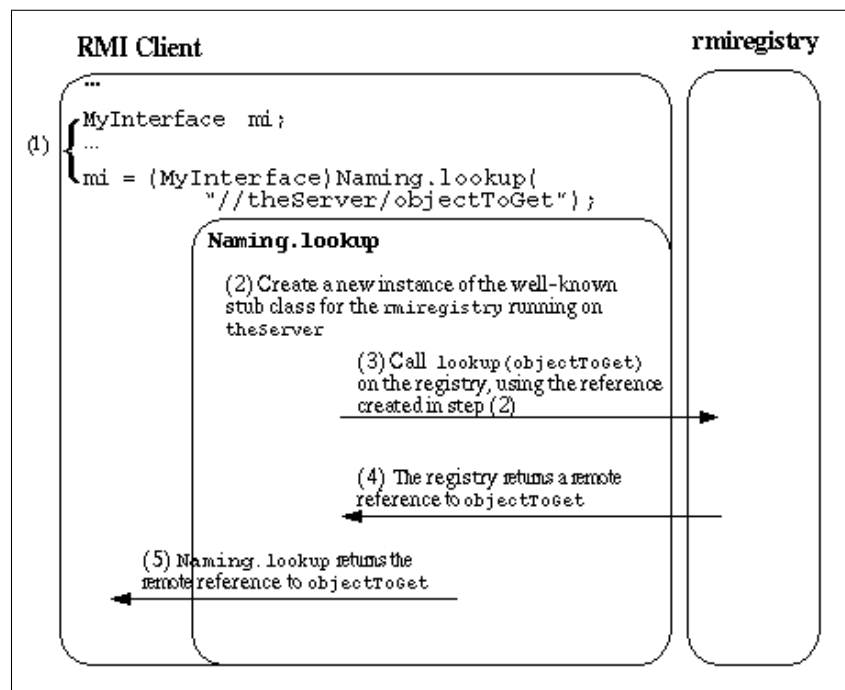 RMI Client
rmiregistry
...
MyInterface mi;
(1)
...
mi = (MyInterface)Naming.lookup(
"//theServer/objectToGet");
Naming.lookup
(2) Create a new instance of the well-known
stub class for the rmiregistry running on
theServer
(3) Call lookup(objectToGet)
on the registry, using the reference
created in step (2)
(4) The registry returns a remote
reference to objectToGet
(5) Naming.lookup returns the
remote reference to objectToGet